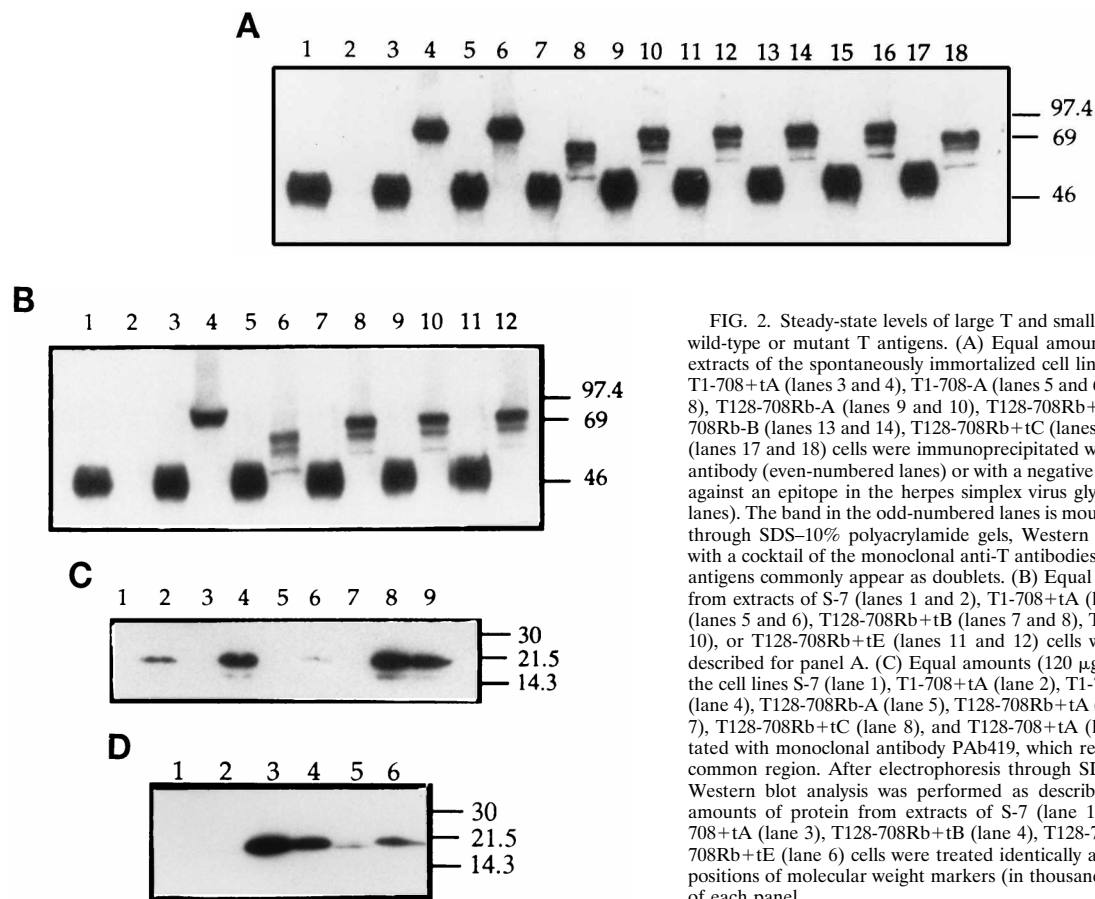 A
1 2 3 4 5 6 7 8 9 10 11 12 13 14 15 16 17 18
97.4
69
46
B
1 2 3 4 5 6 7 8 9 10 11 12
97.4
69
46
C
1 2 3 4 5 6 7 8 9
30
21.5
14.3
D
1 2 3 4 5 6
30
21.5
14.3
FIG. 2. Steady-state levels of large T and small
wild-type or mutant T antigens. (A) Equal amoun
extracts of the spontaneously immortalized cell lin
T1-708+tA (lanes 3 and 4), T1-708-A (lanes 5 and 6
8), T128-708Rb-A (lanes 9 and 10), T128-708Rb+
708Rb-B (lanes 13 and 14), T128-708Rb+tC (lanes
(lanes 17 and 18) cells were immunoprecipitated w
antibody (even-numbered lanes) or with a negative
against an epitope in the herpes simplex virus gly
lanes). The band in the odd-numbered lanes is mou
through SDS–10% polyacrylamide gels, Western
with a cocktail of the monoclonal anti-T antibodies
antigens commonly appear as doublets. (B) Equal
from extracts of S-7 (lanes 1 and 2), T1-708+tA (l
(lanes 5 and 6), T128-708Rb+tB (lanes 7 and 8), T
10), or T128-708Rb+tE (lanes 11 and 12) cells w
described for panel A. (C) Equal amounts (120 μg
the cell lines S-7 (lane 1), T1-708+tA (lane 2), T1-
(lane 4), T128-708Rb-A (lane 5), T128-708Rb+tA (
7), T128-708Rb+tC (lane 8), and T128-708+tA (l
tated with monoclonal antibody PAb419, which re
common region. After electrophoresis through SD
Western blot analysis was performed as describ
amounts of protein from extracts of S-7 (lane 1
708+tA (lane 3), T128-708Rb+tB (lane 4), T128-7
708Rb+tE (lane 6) cells were treated identically a
positions of molecular weight markers (in thousan
of each panel